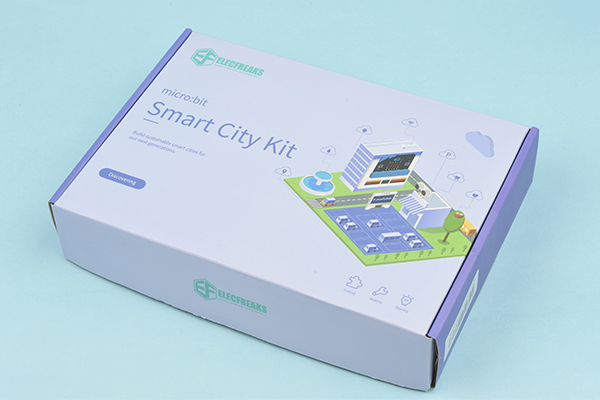 ELECFREAKS
micro:bit
Smart City Kit
Build sustainable smart cities for
our next generations.
Discovering
ELECFREAKS